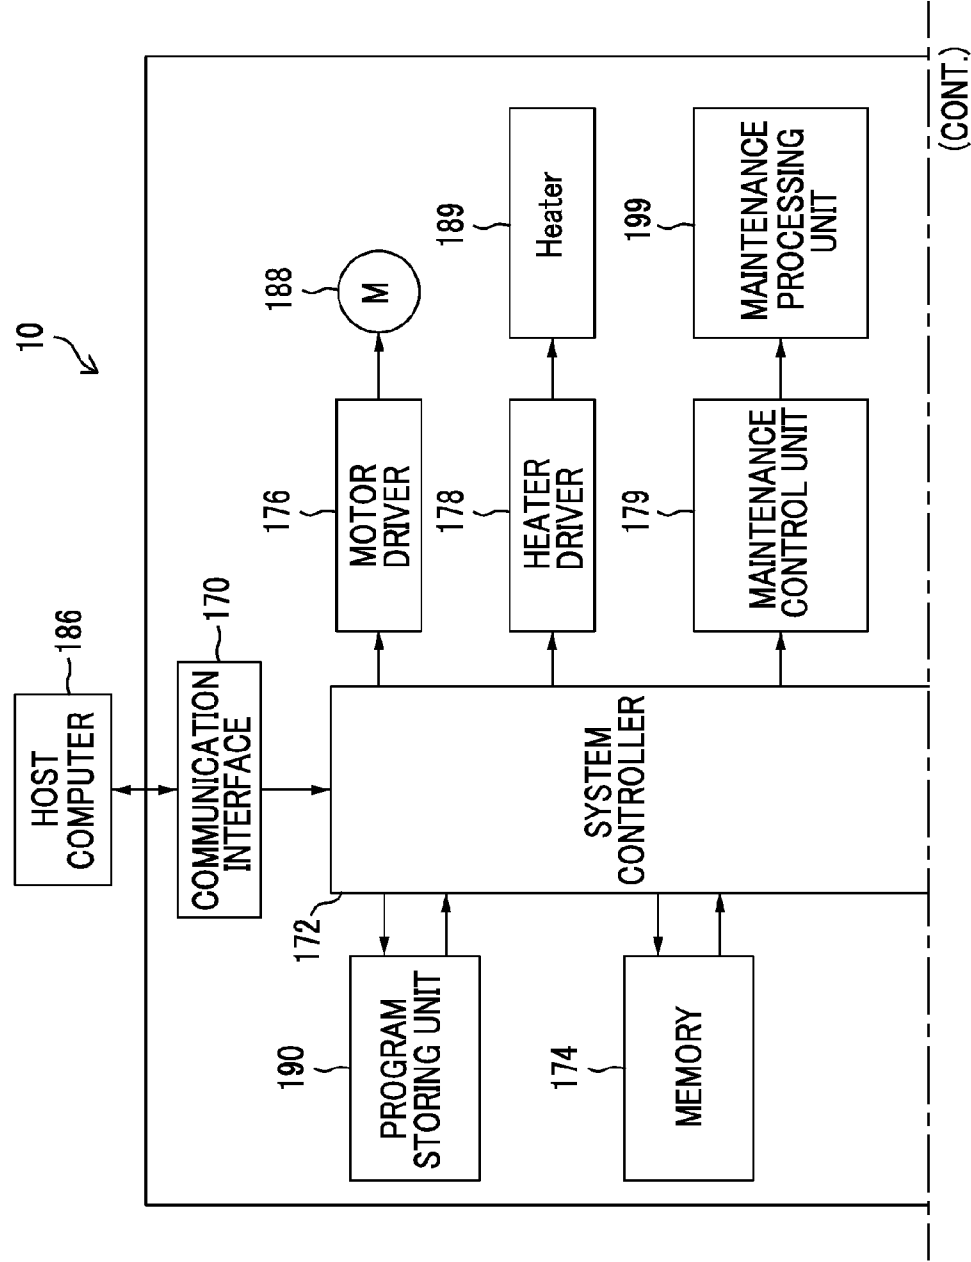 10
186
HOST
COMPUTER
170
COMMUNICATION
INTERFACE
172
SYSTEM
CONTROLLER
190
PROGRAM
STORING UNIT
174
MEMORY
176
MOTOR
DRIVER
188
M
178
HEATER
DRIVER
189
Heater
179
MAINTENANCE
CONTROL UNIT
199
MAINTENANCE
PROCESSING
UNIT
(CONT.)